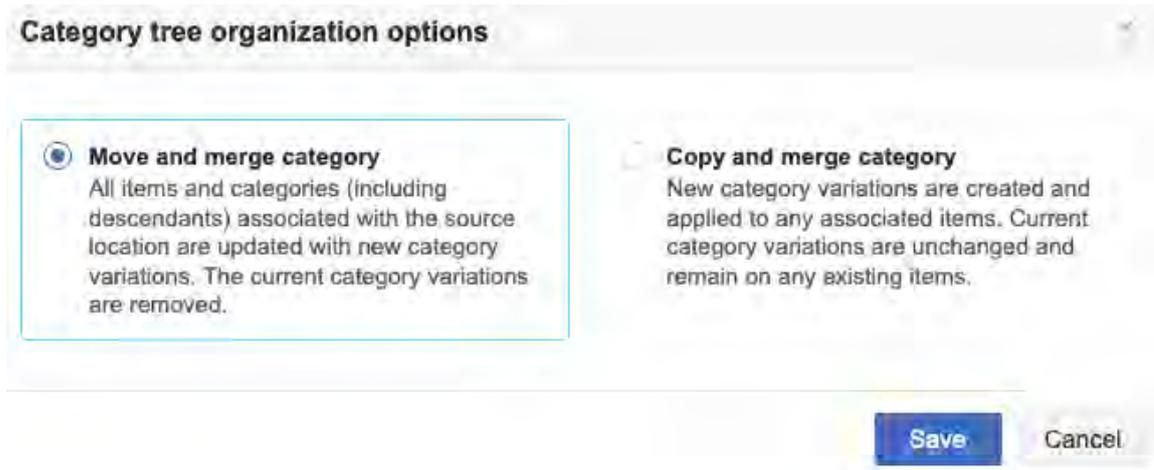 Category tree organization options
Move and merge category
All items and categories (including
descendants) associated with the source
location are updated with new category
variations. The current category variations
are removed.
Copy and merge category
New category variations are created and
applied to any associated items. Current
category variations are unchanged and
remain on any existing items.
Save
Cancel